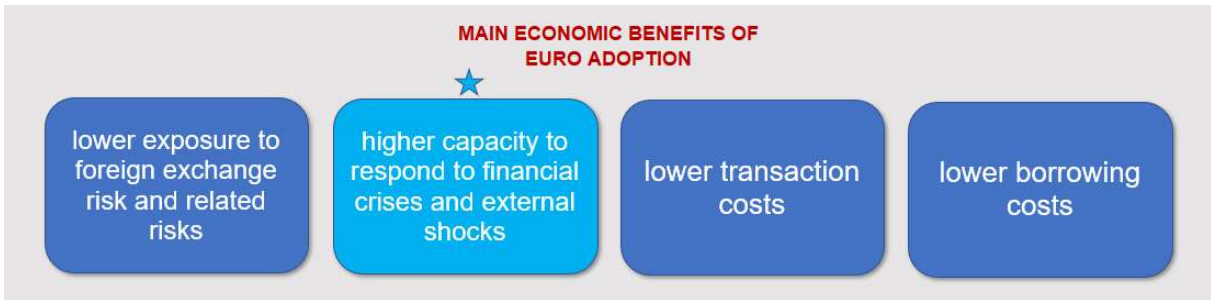 MAIN ECONOMIC BENEFITS OF
EURO ADOPTION
lower exposure to
foreign exchange
risk and related
risks
higher capacity to
respond to financial
crises and external
shocks
lower transaction
costs
lower borrowing
costs